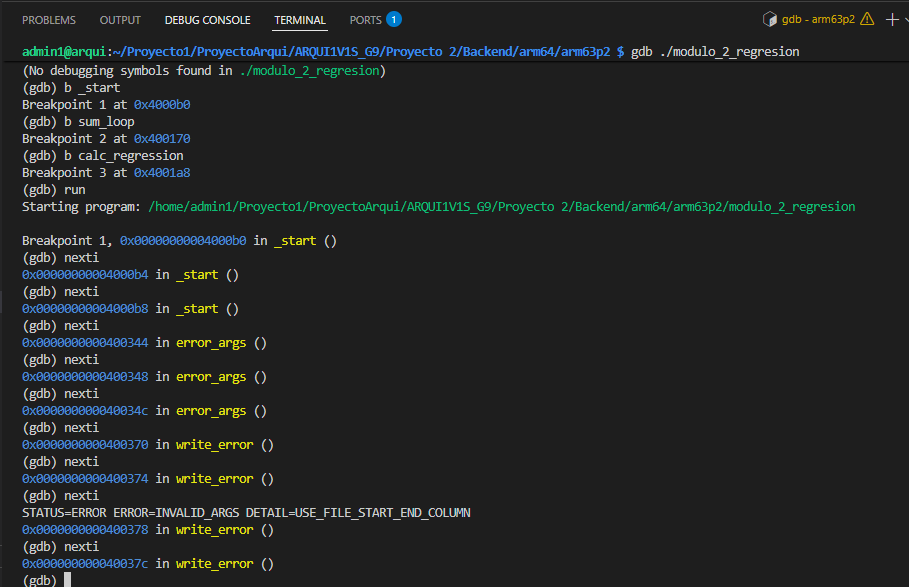 PROBLEMS OUTPUT DEBUG CONSOLE TERMINAL PORTS 1 gdb - arm63p2
admin1@arqui:~/Proyecto1/ProyectoArqui/ARQUI1V1S_G9/Proyecto 2/Backend/arm64/arm63p2 $ gdb ./modulo_2_regresion
(No debugging symbols found in ./modulo_2_regresion)
(gdb) b _start
Breakpoint 1 at 0x4000b0
(gdb) b sum_loop
Breakpoint 2 at 0x400170
(gdb) b calc_regression
Breakpoint 3 at 0x4001a8
(gdb) run
Starting program: /home/admin1/Proyecto1/ProyectoArqui/ARQUI1V1S_G9/Proyecto 2/Backend/arm64/arm63p2/modulo_2_regresion
Breakpoint 1, 0x00000000004000b0 in _start ()
(gdb) nexti
0x00000000004000b4 in _start ()
(gdb) nexti
0x00000000004000b8 in _start ()
(gdb) nexti
0x0000000000400344 in error_args ()
(gdb) nexti
0x0000000000400348 in error_args ()
(gdb) nexti
0x000000000040034c in error_args ()
(gdb) nexti
0x0000000000400370 in write_error ()
(gdb) nexti
0x0000000000400374 in write_error ()
(gdb) nexti
STATUS=ERROR ERROR=INVALID_ARGS DETAIL=USE_FILE_START_END_COLUMN
0x0000000000400378 in write_error ()
(gdb) nexti
0x000000000040037c in write_error ()
(gdb)